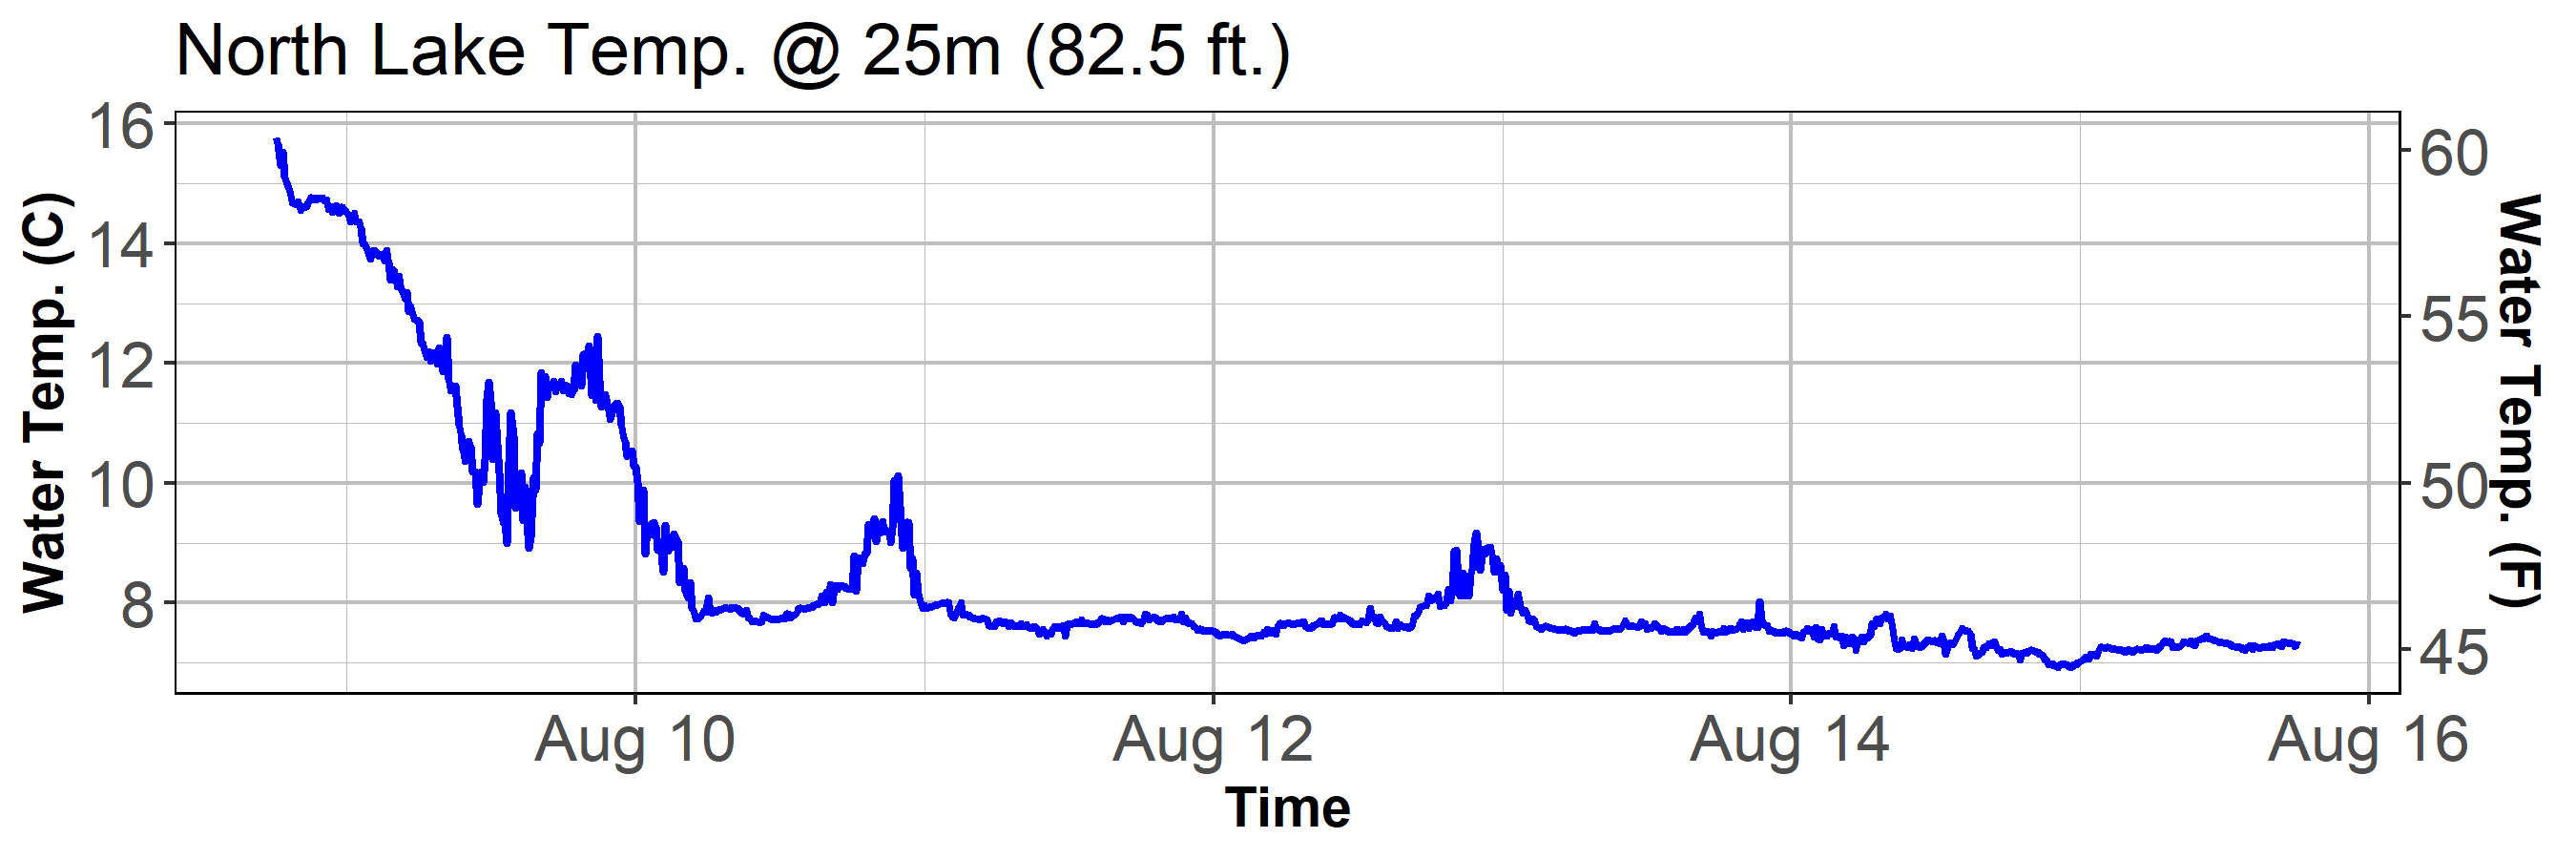 North Lake Temp. @ 25m (82.5 ft.)
Water Temp. (C)
16
14
12
10
8
60
55
50
45
Water Temp. (F)
Aug 10 Aug 12 Aug 14 Aug 16
Time